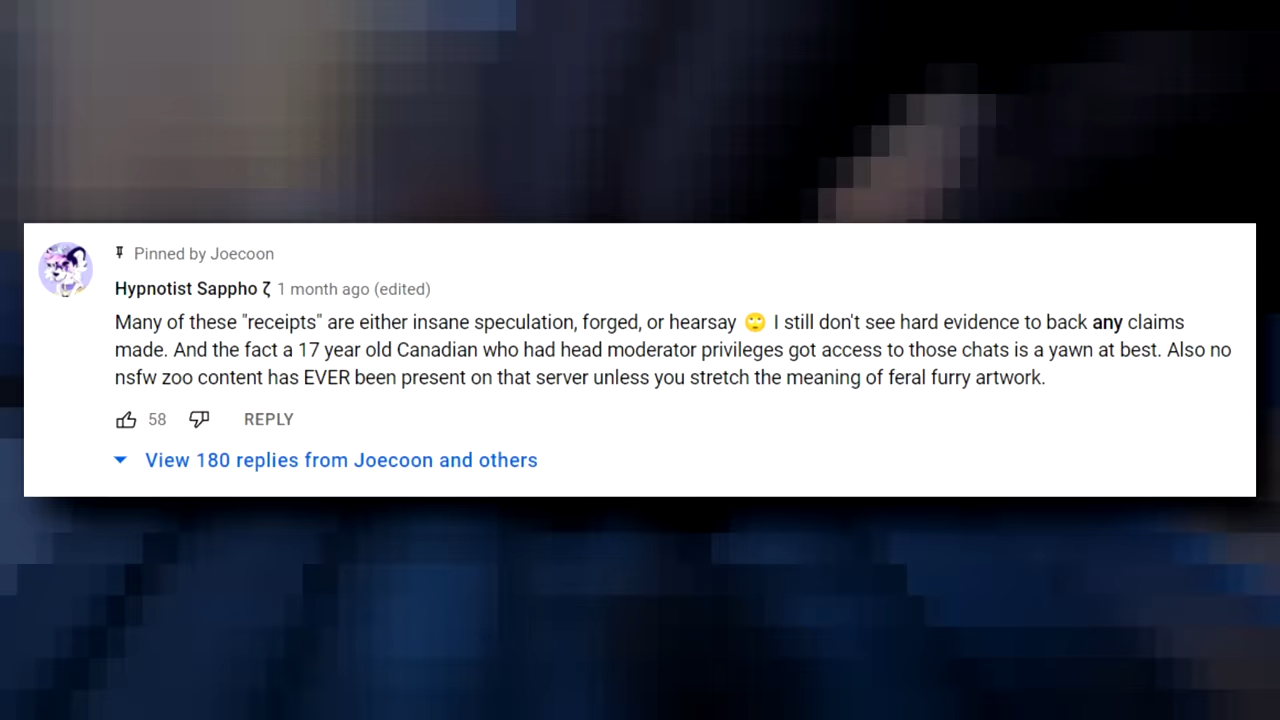 Pinned by Joecoon
Hypnotist Sappho ζ 1 month ago (edited)
Many of these "receipts" are either insane speculation, forged, or hearsay 🙄 I still don't see hard evidence to back any claims
made. And the fact a 17 year old Canadian who had head moderator privileges got access to those chats is a yawn at best. Also no
nsfw zoo content has EVER been present on that server unless you stretch the meaning of feral furry artwork.
58 REPLY
View 180 replies from Joecoon and others